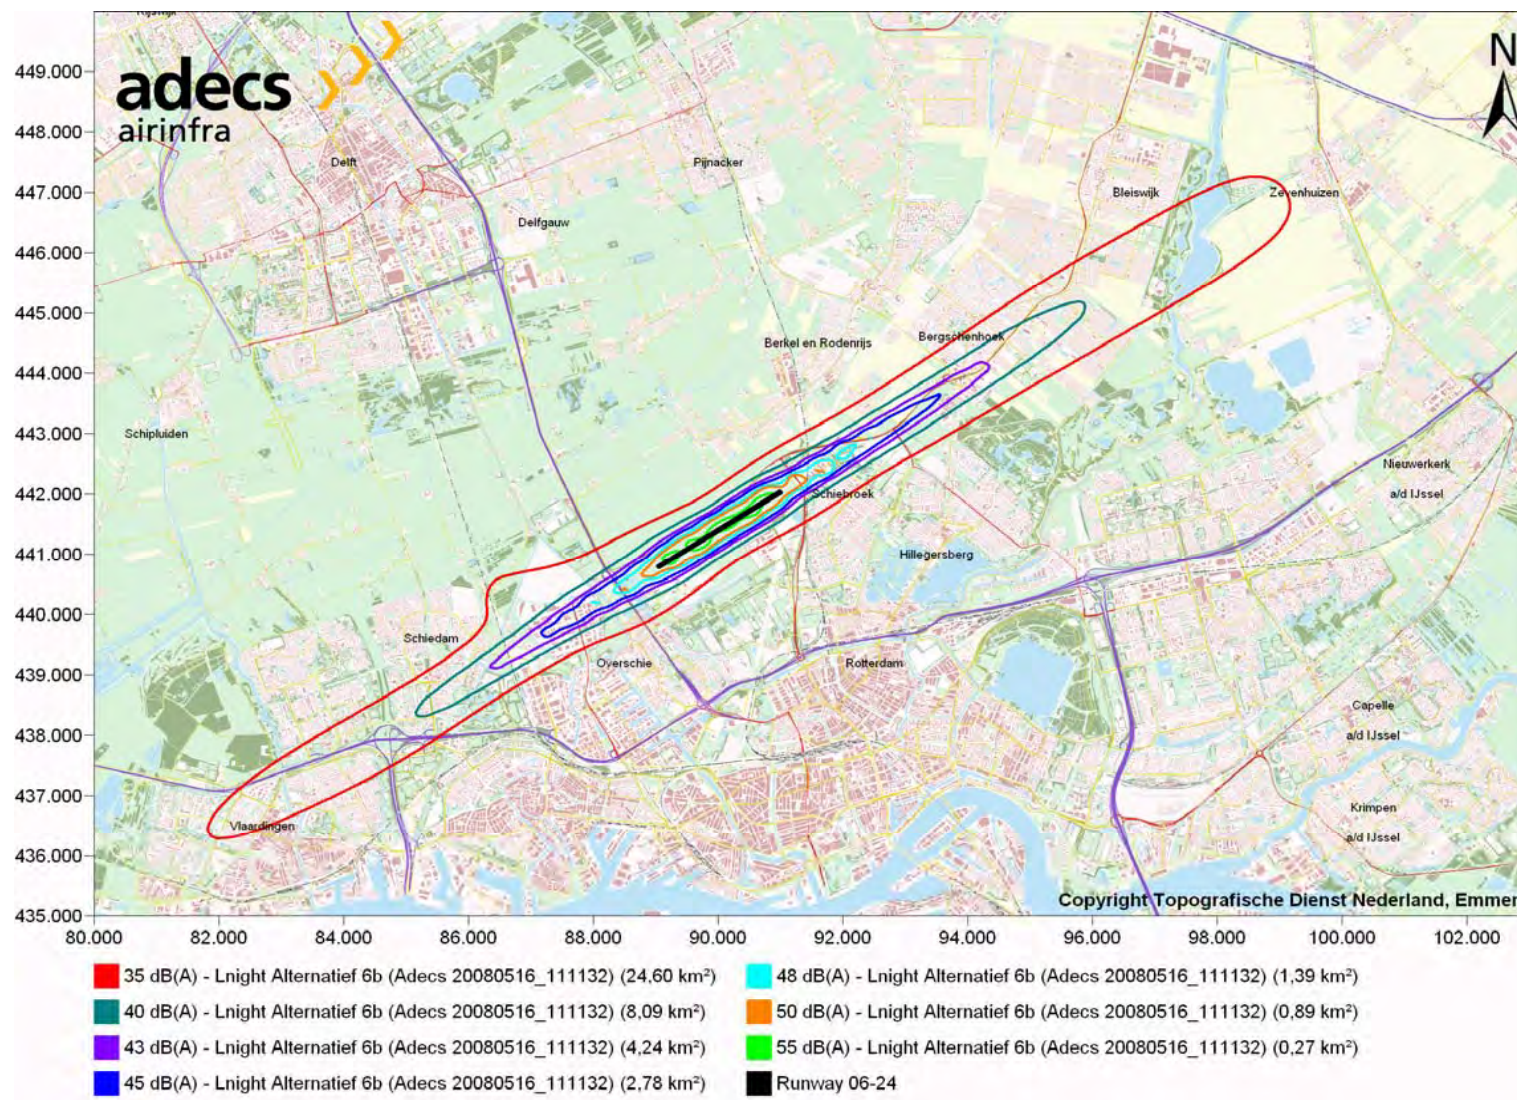 Rijswijk
N
449.000
adecs
airinfra
448.000
Delft
Pijnacker
447.000
Bleiswijk
Zevenhuizen
Delfgauw
446.000
445.000
Berkel en Rodenrijs
Bergschenhoek
444.000
Schipluiden
443.000
Nieuwerkerk
a/d IJssel
442.000
Schiebroek
441.000
Hillegersberg
440.000
Schiedam
Overschie
Rotterdam
439.000
Capelle
a/d IJssel
438.000
437.000
Krimpen
a/d IJssel
Vlaardingen
436.000
Copyright Topografische Dienst Nederland, Emmen
435.000
80.000 82.000 84.000 86.000 88.000 90.000 92.000 94.000 96.000 98.000 100.000 102.000
35 dB(A) - Lnight Alternatief 6b (Adecs 20080516_111132) (24,60 km²)
40 dB(A) - Lnight Alternatief 6b (Adecs 20080516_111132) (8,09 km²)
43 dB(A) - Lnight Alternatief 6b (Adecs 20080516_111132) (4,24 km²)
45 dB(A) - Lnight Alternatief 6b (Adecs 20080516_111132) (2,78 km²)
48 dB(A) - Lnight Alternatief 6b (Adecs 20080516_111132) (1,39 km²)
50 dB(A) - Lnight Alternatief 6b (Adecs 20080516_111132) (0,89 km²)
55 dB(A) - Lnight Alternatief 6b (Adecs 20080516_111132) (0,27 km²)
Runway 06-24